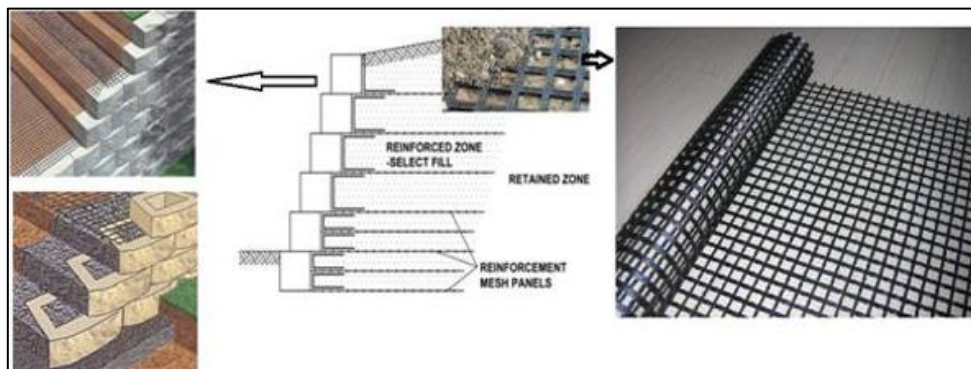 REINFORCED ZONE
-SELECT FILL
RETAINED ZONE
REINFORCEMENT
MESH PANELS